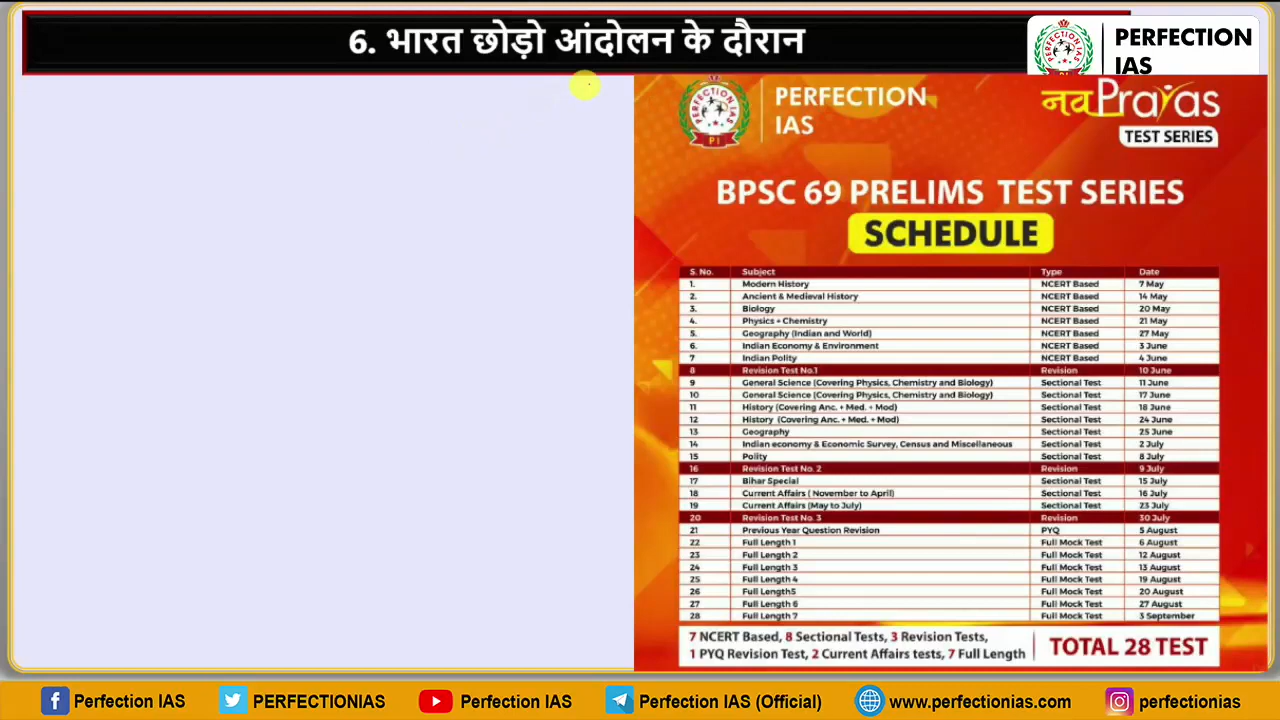 6. भारत छोड़ो आंदोलन के दौरान
PERFECTION
IAS
PERFECTION
IAS
नवPrayas
TEST SERIES
BPSC 69 PRELIMS TEST SERIES
SCHEDULE
S. No. Subject Type Date
1. Modern History NCERT Based 7 May
2. Ancient & Medieval History NCERT Based 14 May
3. Biology NCERT Based 20 May
4. Physics + Chemistry NCERT Based 21 May
5. Geography (Indian and World) NCERT Based 27 May
6. Indian Economy & Environment NCERT Based 3 June
7 Indian Polity NCERT Based 4 June
8 Revision Test No.1 Revision 10 June
9 General Science (Covering Physics, Chemistry and Biology) Sectional Test 11 June
10 General Science (Covering Physics, Chemistry and Biology) Sectional Test 17 June
11 History (Covering Anc. + Med. + Mod) Sectional Test 18 June
12 History (Covering Anc. + Med. + Mod) Sectional Test 24 June
13 Geography Sectional Test 25 June
14 Indian economy & Economic Survey, Census and Miscellaneous Sectional Test 2 July
15 Polity Sectional Test 8 July
16 Revision Test No. 2 Revision 9 July
17 Bihar Special Sectional Test 15 July
18 Current Affairs ( November to April) Sectional Test 16 July
19 Current Affairs (May to July) Sectional Test 23 July
20 Revision Test No. 3 Revision 30 July
21 Previous Year Question Revision PYQ 5 August
22 Full Length 1 Full Mock Test 6 August
23 Full Length 2 Full Mock Test 12 August
24 Full Length 3 Full Mock Test 13 August
25 Full Length 4 Full Mock Test 19 August
26 Full Length5 Full Mock Test 20 August
27 Full Length 6 Full Mock Test 27 August
28 Full Length 7 Full Mock Test 3 September
7 NCERT Based, 8 Sectional Tests, 3 Revision Tests,
1 PYQ Revision Test, 2 Current Affairs tests, 7 Full Length
TOTAL 28 TEST
Perfection IAS PERFECTIONIAS Perfection IAS Perfection IAS (Official) www.perfectionias.com perfectionias